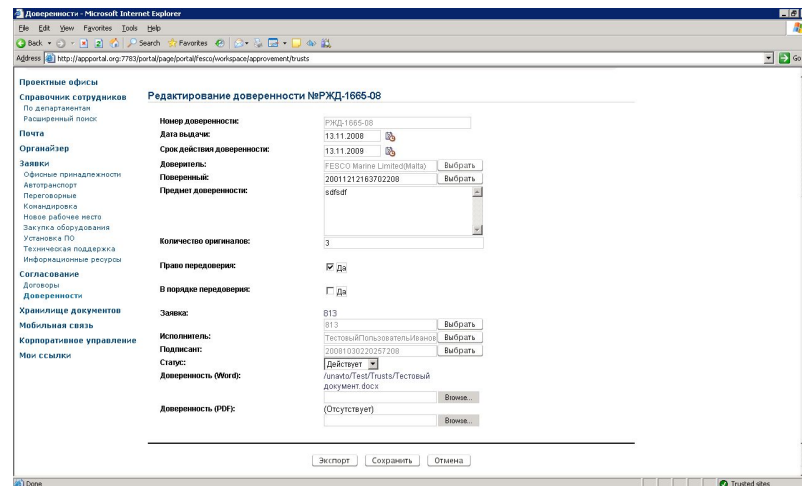 Доверенности - Microsoft Internet Explorer
File Edit View Favorites Tools Help
Back Search Favorites
Address http://appportal.org:7783/portal/page/portal/fesco/workspace/approvement/trusts Go
Проектные офисы
Справочник сотрудников
По департаментам
Расширенный поиск
Почта
Органайзер
Заявки
Офисные принадлежности
Автотранспорт
Переговорные
Командировка
Новое рабочее место
Закупка оборудования
Установка ПО
Техническая поддержка
Информационные ресурсы
Согласование
Договоры
Доверенности
Хранилище документов
Мобильная связь
Корпоративное управление
Мои ссылки
Редактирование доверенности №РЖД-1665-08
Номер доверенности: РЖД-1665-08
Дата выдачи: 13.11.2008
Срок действия доверенности: 13.11.2009
Доверитель: FESCO Marine Limited(Malta) Выбрать
Поверенный: 20011212163702208 Выбрать
Предмет доверенности: sdfsdf
Количество оригиналов: 3
Право передоверия: Да
В порядке передоверия: Да
Заявка: 813
813 Выбрать
Исполнитель: ТестовыйПользовательИванов Выбрать
Подписант: 20081030220257208 Выбрать
Статус: Действует
Доверенность (Word): /unavto/Test/Trusts/Тестовый
документ.docx
Browse...
Доверенность (PDF): (Отсутствует)
Browse...
Экспорт Сохранить Отмена
Done Trusted sites